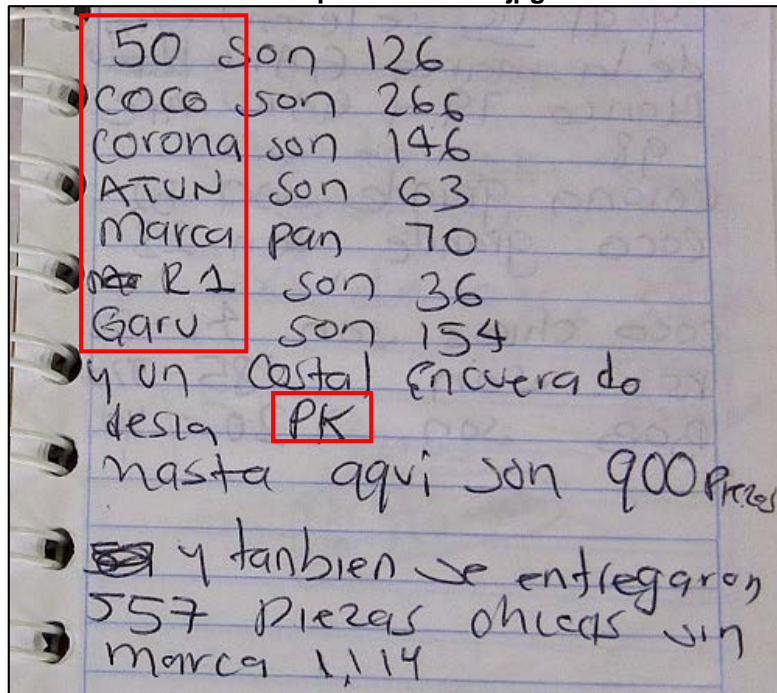 50 son 126
coco son 266
corona son 146
ATUN son 63
Marca pan 70
R1 son 36
Garu son 154
y un Costal Encuerado
desia PK
hasta aqui son 900 Piezas
y tanbien se entregaron
557 Piezas chicas sin
marca 1,114